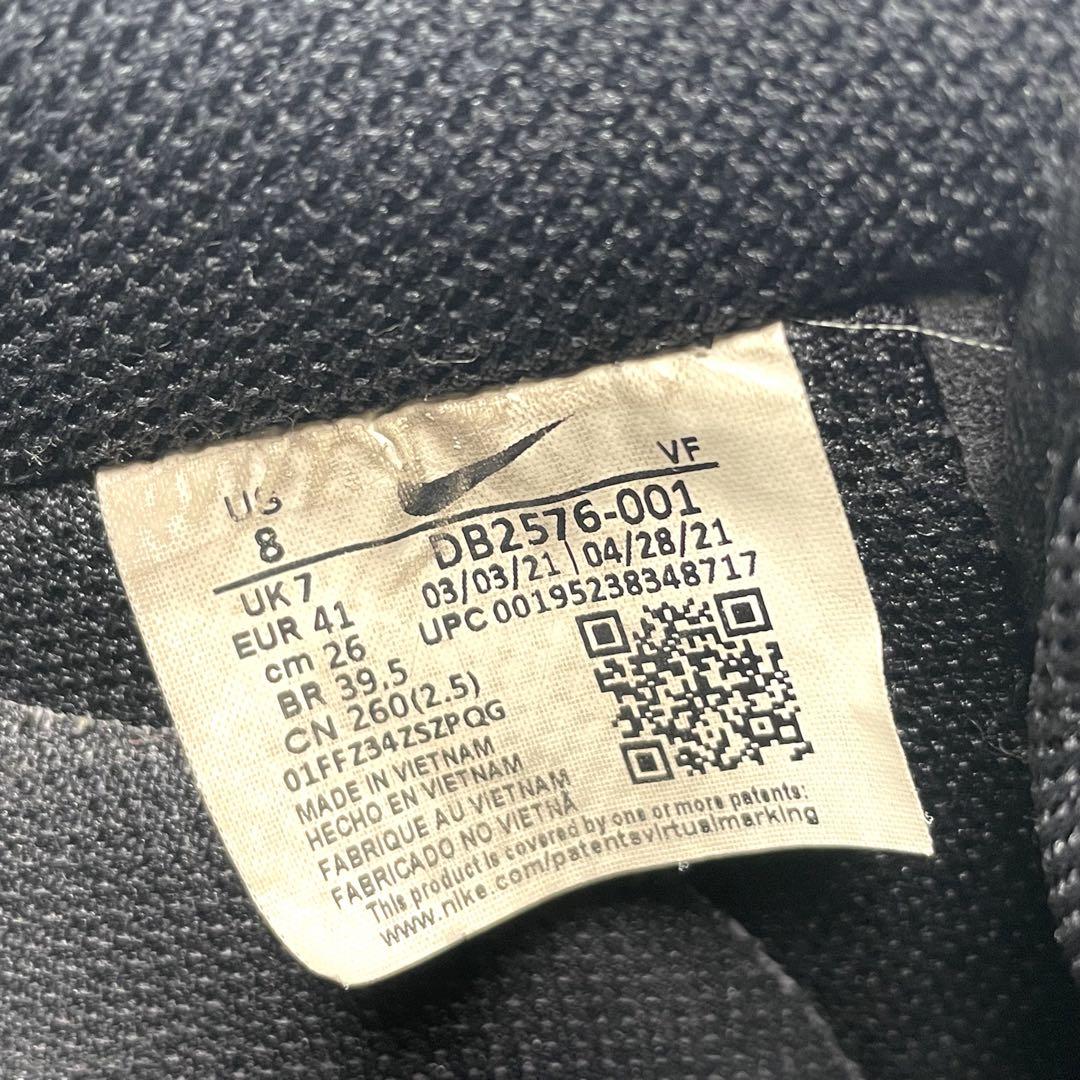 US
8
VF
DB2576-001
03/03/21 04/28/21
UPC 00195238348717
UK 7
EUR 41
cm 26
BR 39.5
CN 260(2.5)
01FFZ34ZSZPQG
MADE IN VIETNAM
HECHO EN VIETNAM
FABRIQUE AU VIETNAM
FABRICADO NO VIETNÃ
This product is covered by one or more patents:
www.nike.com/patentsvirtualmarking